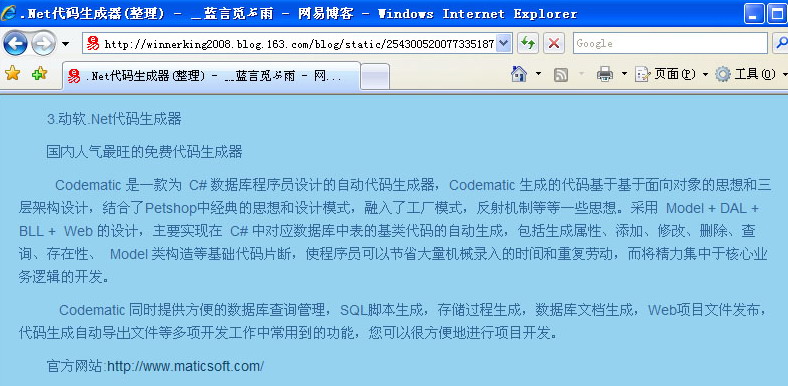 .Net代码生成器(整理) - ＿蓝言觅ㄞ雨 - 网易博客 - Windows Internet Explorer
http://winnerking2008.blog.163.com/blog/static/254300520077335187
Google
.Net代码生成器(整理) - ＿蓝言觅ㄞ雨 - 网...
页面(P)
工具(O)
3.动软.Net代码生成器
国内人气最旺的免费代码生成器
Codematic 是一款为 C# 数据库程序员设计的自动代码生成器，Codematic 生成的代码基于基于面向对象的思想和三
层架构设计，结合了Petshop中经典的思想和设计模式，融入了工厂模式，反射机制等等一些思想。采用 Model + DAL +
BLL + Web 的设计，主要实现在 C# 中对应数据库中表的基类代码的自动生成，包括生成属性、添加、修改、删除、查
询、存在性、 Model 类构造等基础代码片断，使程序员可以节省大量机械录入的时间和重复劳动，而将精力集中于核心业
务逻辑的开发。
Codematic 同时提供方便的数据库查询管理，SQL脚本生成，存储过程生成，数据库文档生成，Web项目文件发布，
代码生成自动导出文件等多项开发工作中常用到的功能，您可以很方便地进行项目开发。
官方网站:http://www.maticsoft.com/